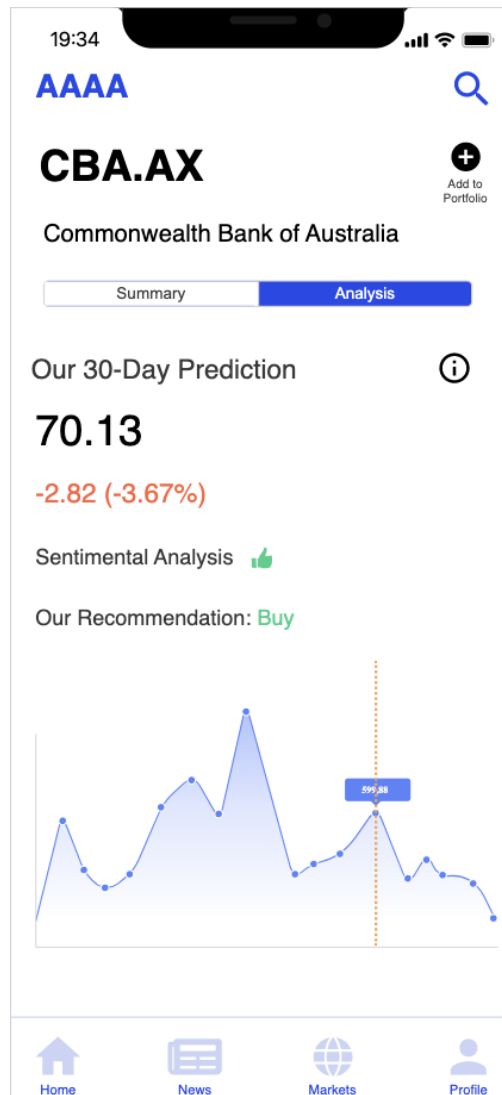 19:34
AAAA
CBA.AX
Add to
Portfolio
Commonwealth Bank of Australia
Summary Analysis
Our 30-Day Prediction
70.13
-2.82 (-3.67%)
Sentimental Analysis
Our Recommendation: Buy
599.88
Home News Markets Profile